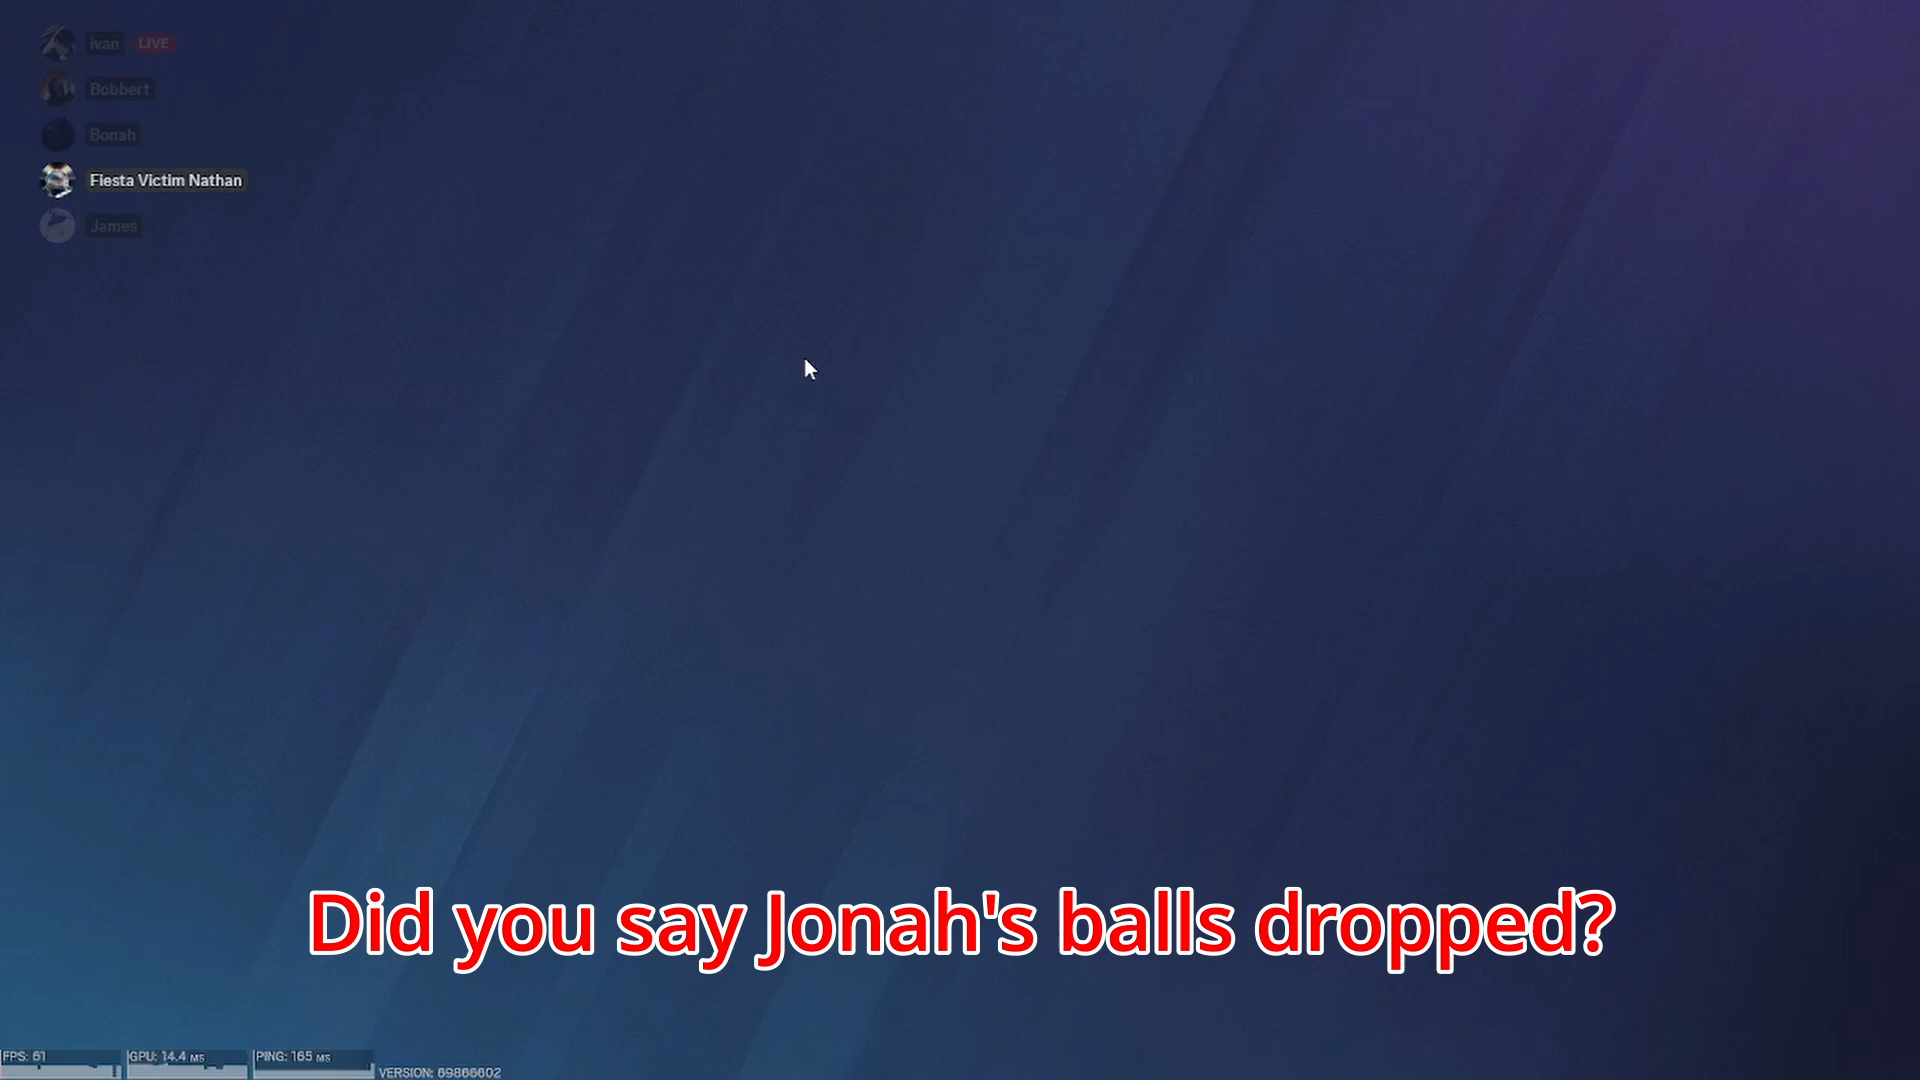 Ivan LIVE
Bobbert
Bonah
Fiesta Victim Nathan
James
Did you say Jonah's balls dropped?
FPS: 61 GPU: 14.4 MS PING: 165 MS VERSION: 69866602